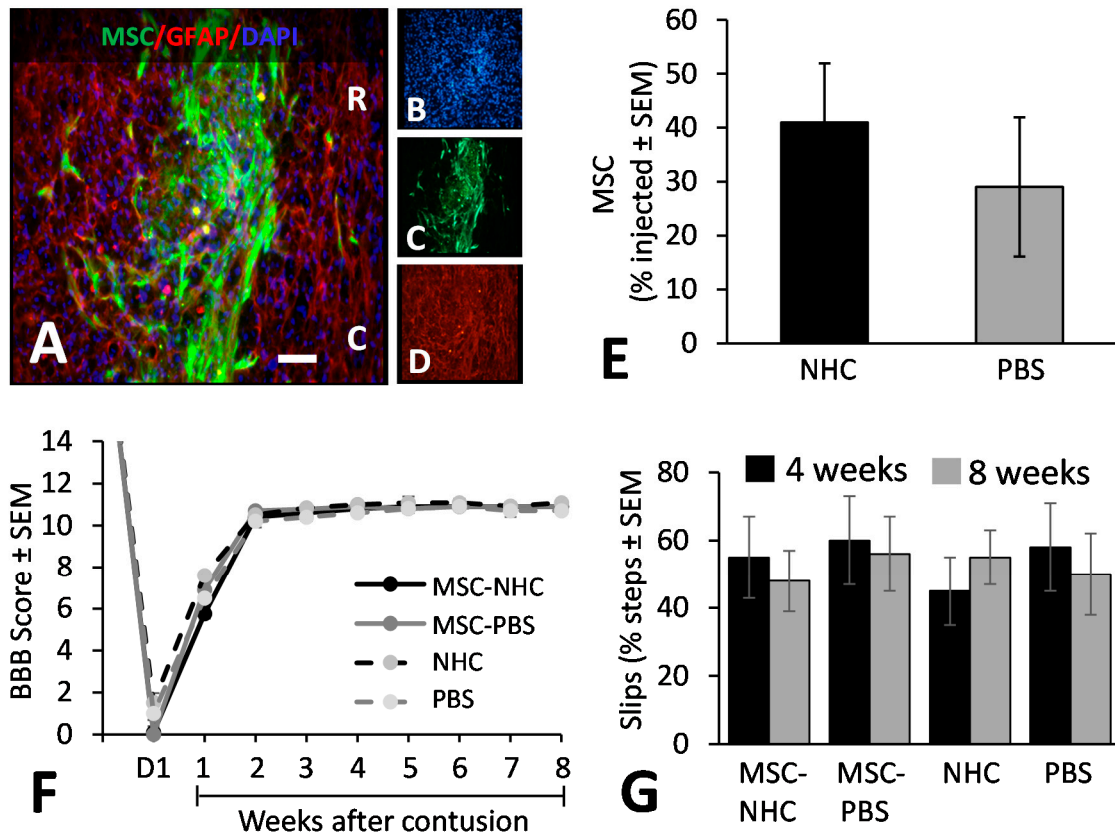 MSC/GFAP/DAPI
R
C
A
B
C
D
MSC
(% injected ± SEM)
60
50
40
30
20
10
0
NHC PBS
E
BBB Score ± SEM
14
12
10
8
6
4
2
0
MSC-NHC
MSC-PBS
NHC
PBS
D1 1 2 3 4 5 6 7 8
Weeks after contusion
F
4 weeks 8 weeks
Slips (% steps ± SEM
80
60
40
20
0
MSC- MSC- NHC PBS
NHC PBS
G